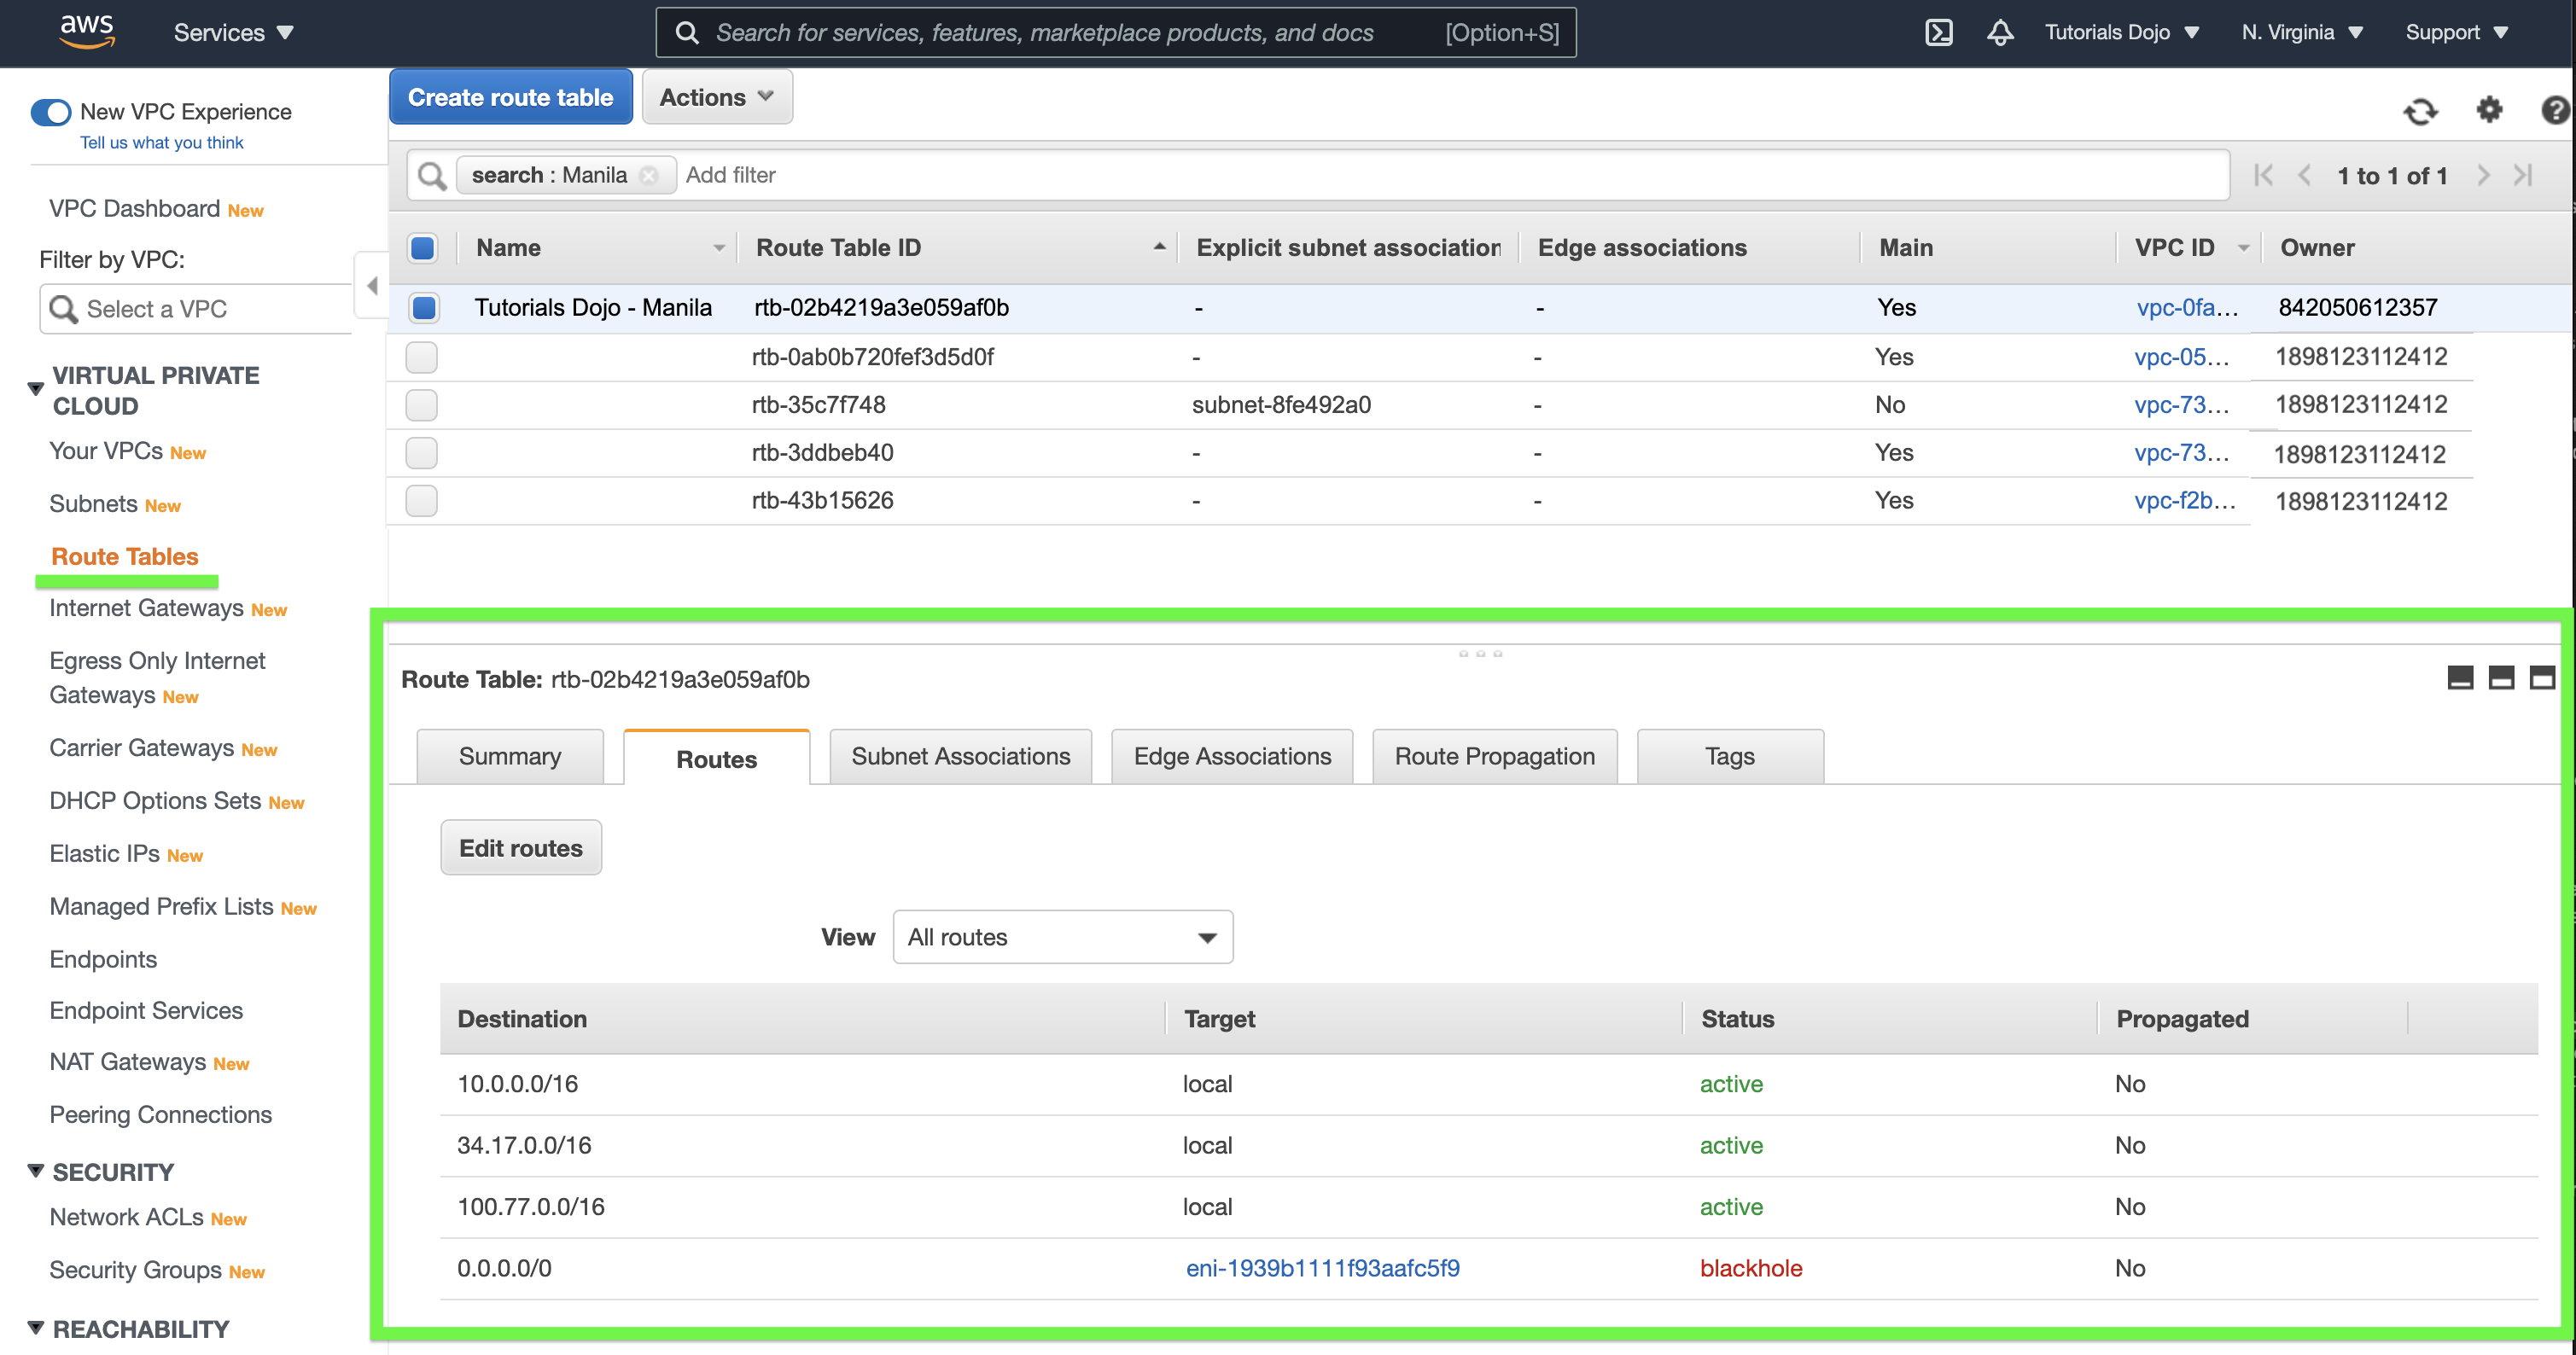 aws Services Search for services, features, marketplace products, and docs [Option+S] Tutorials Dojo N. Virginia Support
New VPC Experience
Tell us what you think
VPC Dashboard New
Filter by VPC:
Select a VPC
VIRTUAL PRIVATE
CLOUD
Your VPCs New
Subnets New
Route Tables
Internet Gateways New
Egress Only Internet
Gateways New
Carrier Gateways New
DHCP Options Sets New
Elastic IPs New
Managed Prefix Lists New
Endpoints
Endpoint Services
NAT Gateways New
Peering Connections
SECURITY
Network ACLs New
Security Groups New
REACHABILITY
Create route table Actions
search : Manila Add filter 1 to 1 of 1
Name Route Table ID Explicit subnet association Edge associations Main VPC ID Owner
Tutorials Dojo - Manila rtb-02b4219a3e059af0b - - Yes vpc-0fa... 842050612357
rtb-0ab0b720fef3d5d0f - - Yes vpc-05... 1898123112412
rtb-35c7f748 subnet-8fe492a0 - No vpc-73... 1898123112412
rtb-3ddbeb40 - - Yes vpc-73... 1898123112412
rtb-43b15626 - - Yes vpc-f2b... 1898123112412
Route Table: rtb-02b4219a3e059af0b
Summary Routes Subnet Associations Edge Associations Route Propagation Tags
Edit routes
View All routes
Destination Target Status Propagated
10.0.0.0/16 local active No
34.17.0.0/16 local active No
100.77.0.0/16 local active No
0.0.0.0/0 eni-1939b1111f93aafc5f9 blackhole No